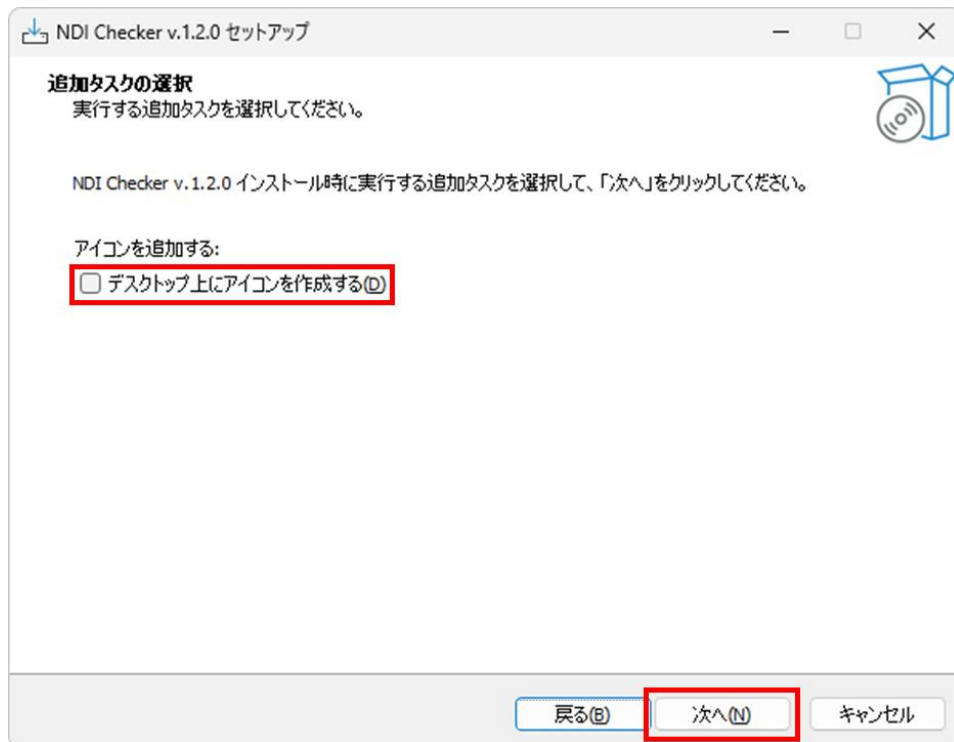 NDI Checker v.1.2.0 セットアップ
追加タスクの選択
実行する追加タスクを選択してください。
NDI Checker v.1.2.0 インストール時に実行する追加タスクを選択して、「次へ」をクリックしてください。
アイコンを追加する:
デスクトップ上にアイコンを作成する(D)
戻る(B) 次へ(N) キャンセル